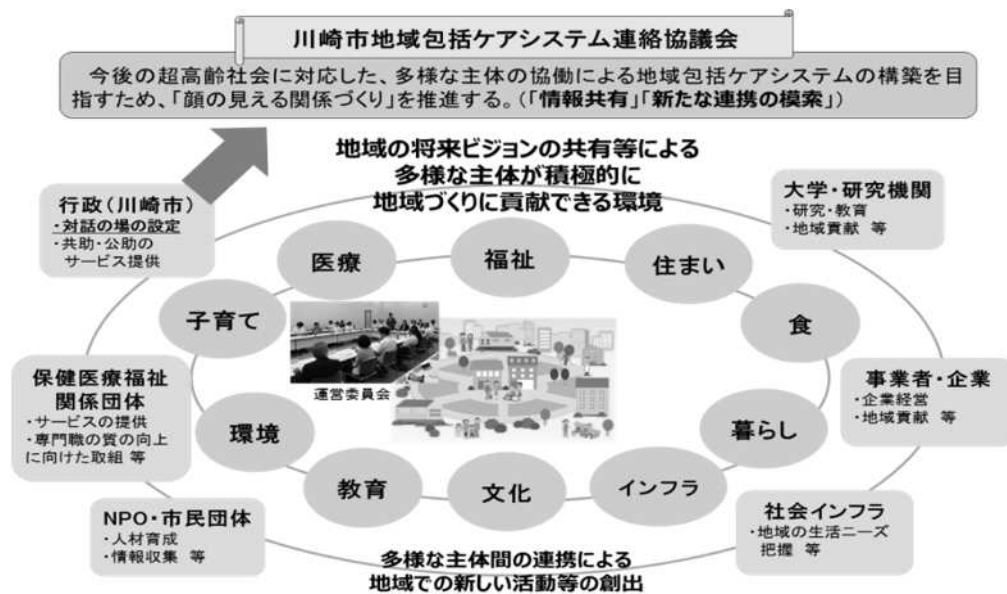 川崎市地域包括ケアシステム連絡協議会
今後の超高齢社会に対応した、多様な主体の協働による地域包括ケアシステムの構築を目
指すため、「顔の見える関係づくり」を推進する。(「情報共有」「新たな連携の模索」)
地域の将来ビジョンの共有等による
多様な主体が積極的に
地域づくりに貢献できる環境
行政(川崎市)
・対話の場の設定
・共助・公助の
サービス提供
大学・研究機関
・研究・教育
・地域貢献 等
医療
福祉
住まい
子育て
食
運営委員会
保健医療福祉
関係団体
・サービスの提供
・専門職の質の向上
に向けた取組 等
事業者・企業
・企業経営
・地域貢献 等
環境
暮らし
教育
文化
インフラ
NPO・市民団体
・人材育成
・情報収集 等
社会インフラ
・地域の生活ニーズ
把握 等
多様な主体間の連携による
地域での新しい活動等の創出